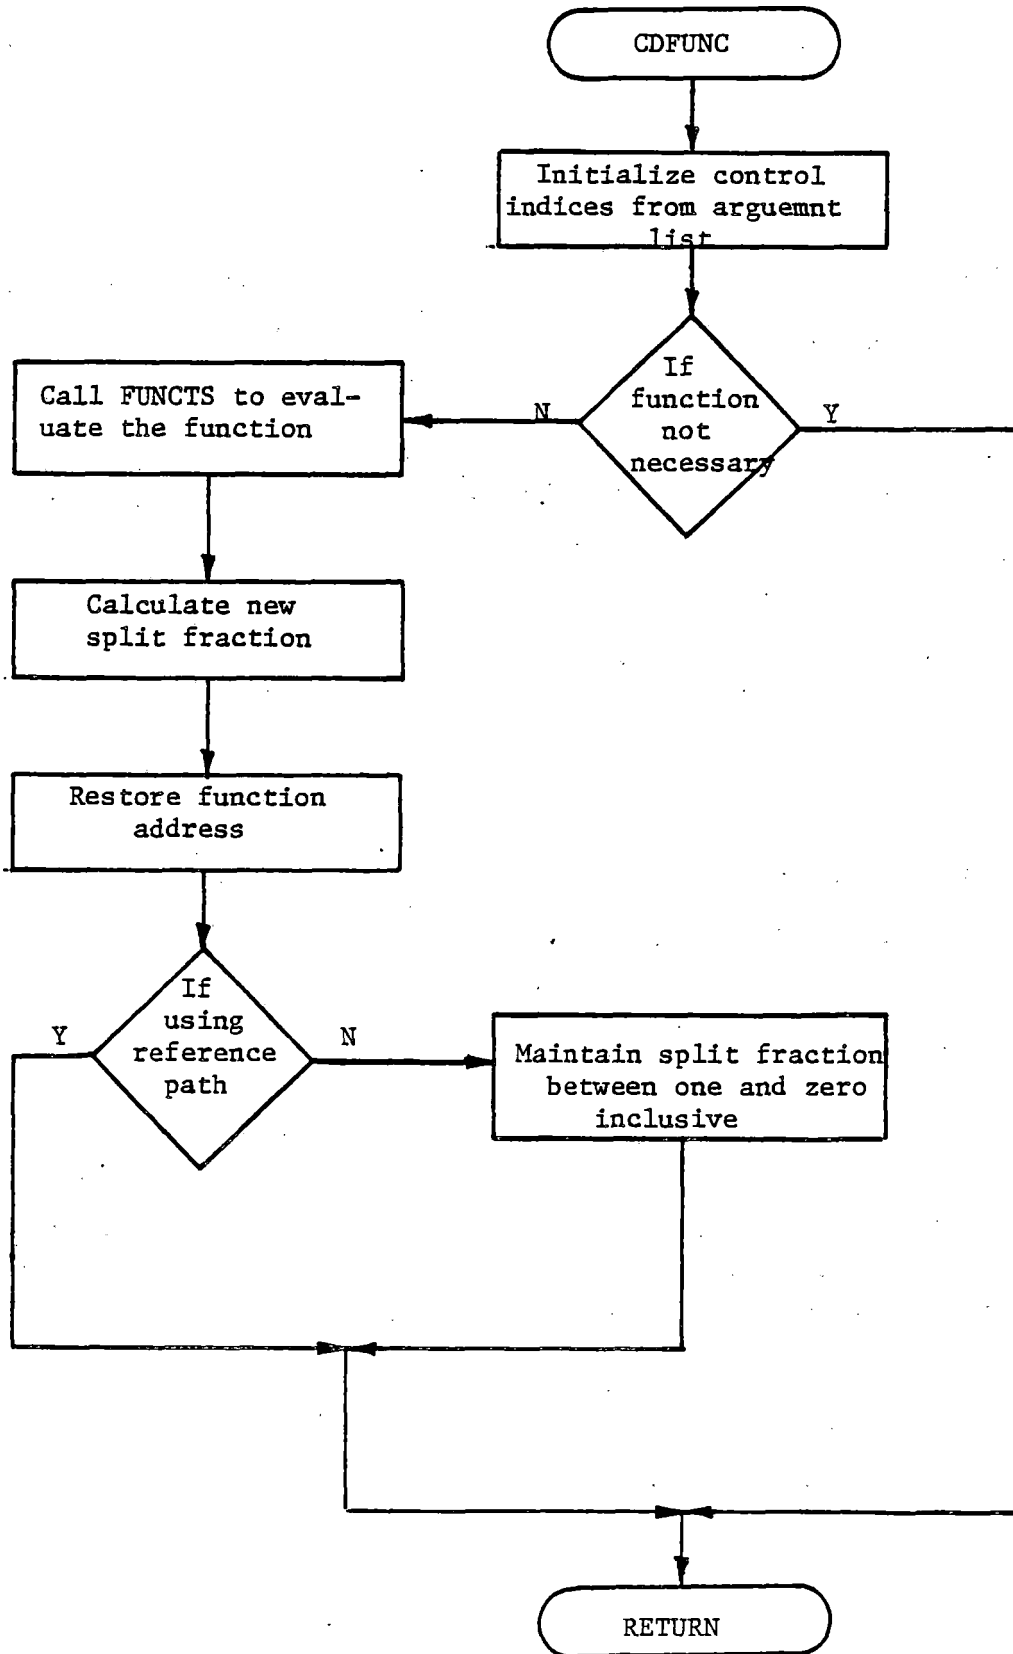 CDFUNC
Initialize control
indices from arguemnt
list
If
function
not
necessary
N
Y
Call FUNCTS to eval-
uate the function
Calculate new
split fraction
Restore function
address
If
using
reference
path
Y
N
Maintain split fraction
between one and zero
inclusive
RETURN